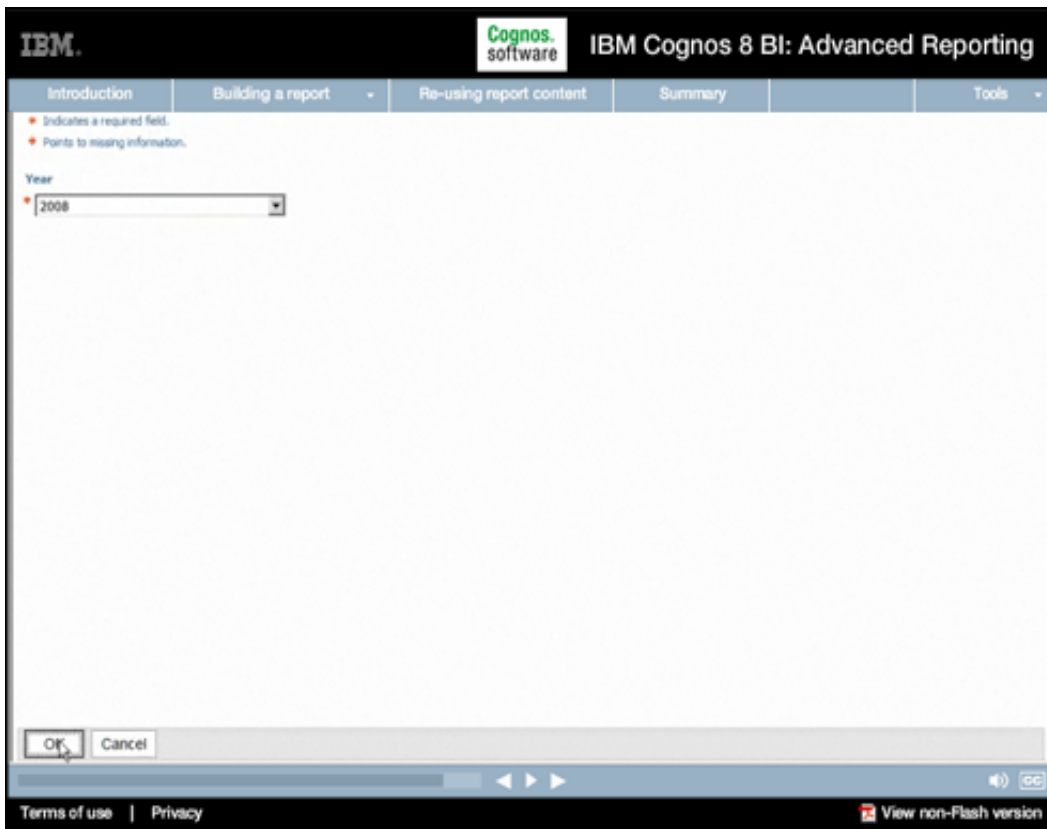 IBM.
Cognos.
software
IBM Cognos 8 BI: Advanced Reporting
Introduction Building a report Re-using report content Summary Tools
* Indicates a required field.
Points to missing information.
Year
* 2008
OK Cancel
CC
Terms of use | Privacy View non-Flash version